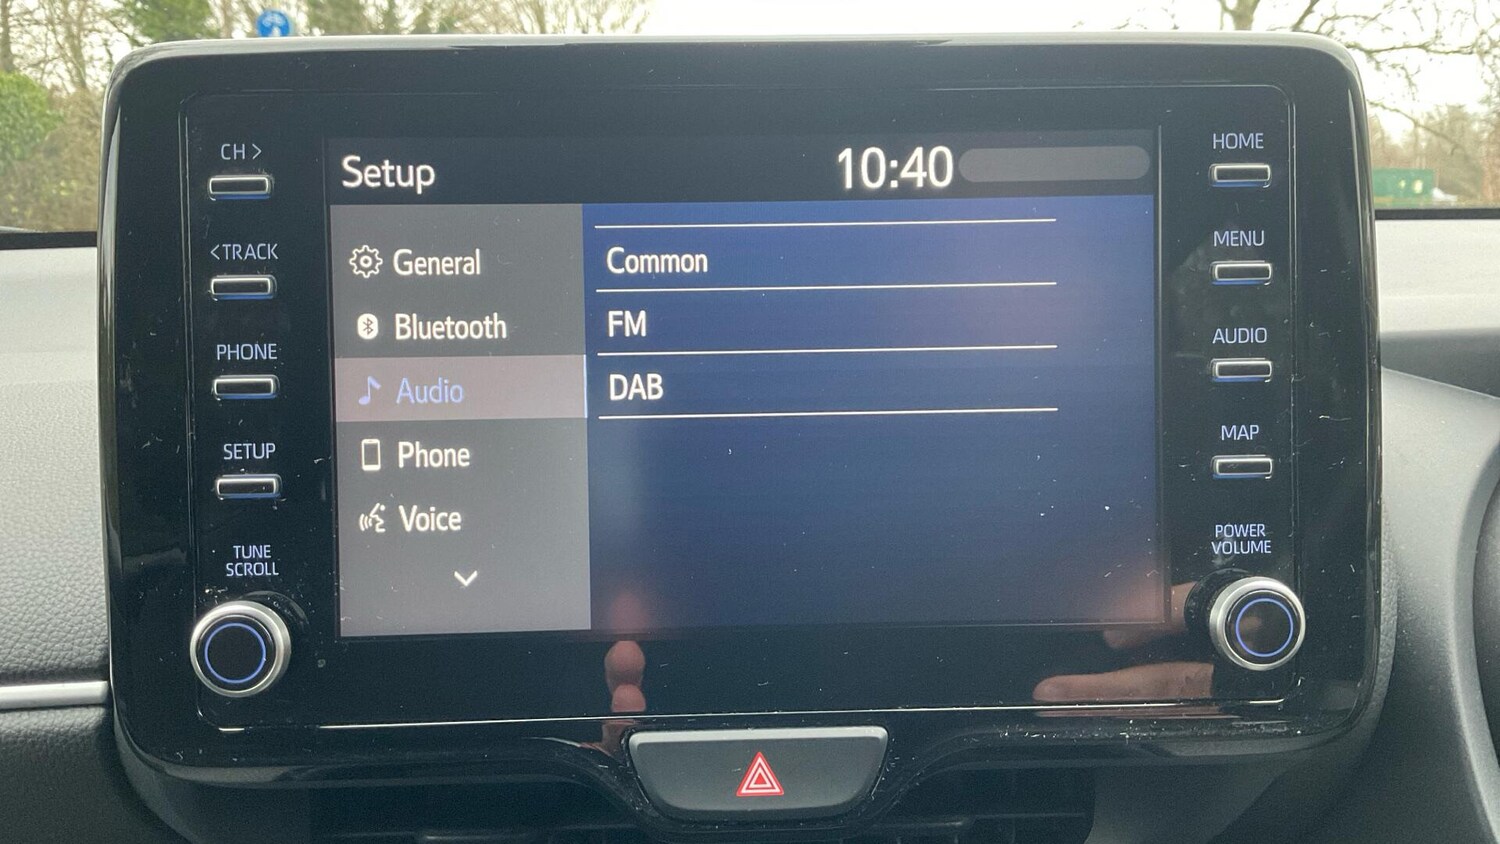 CH >
<TRACK
PHONE
SETUP
TUNE
SCROLL
Setup
10:40
General
Bluetooth
Audio
Phone
Voice
Common
FM
DAB
HOME
MENU
AUDIO
MAP
POWER
VOLUME